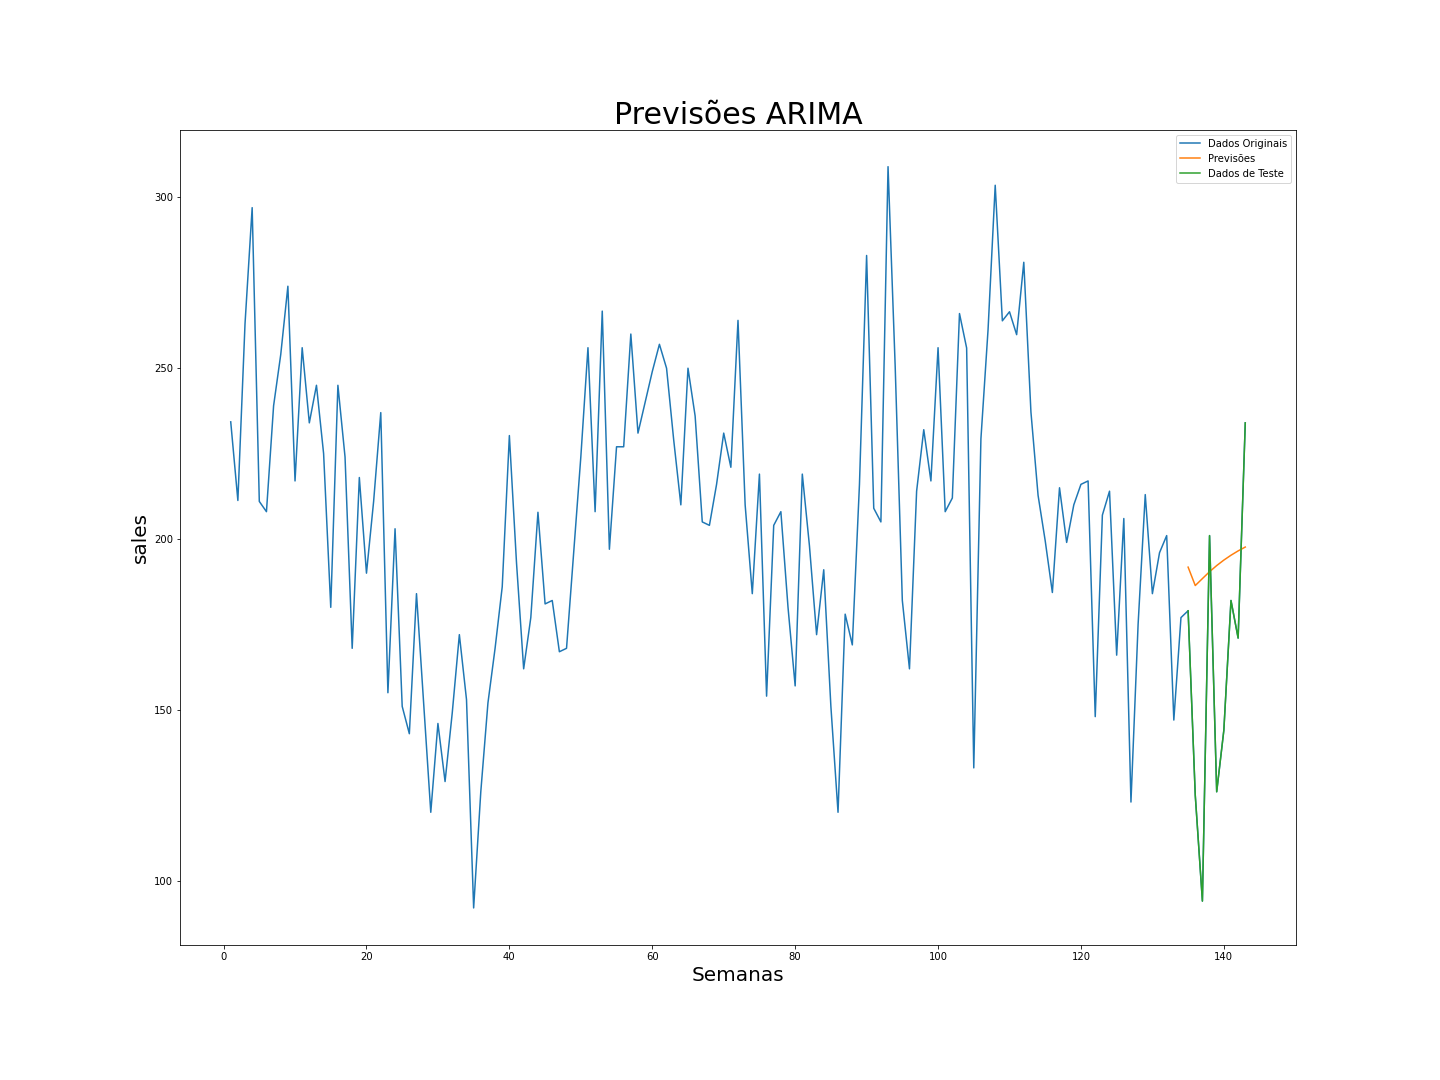 Previsões ARIMA
Dados Originais
Previsões
Dados de Teste
300
250
200
150
100
sales
0 20 40 60 80 100 120 140
Semanas